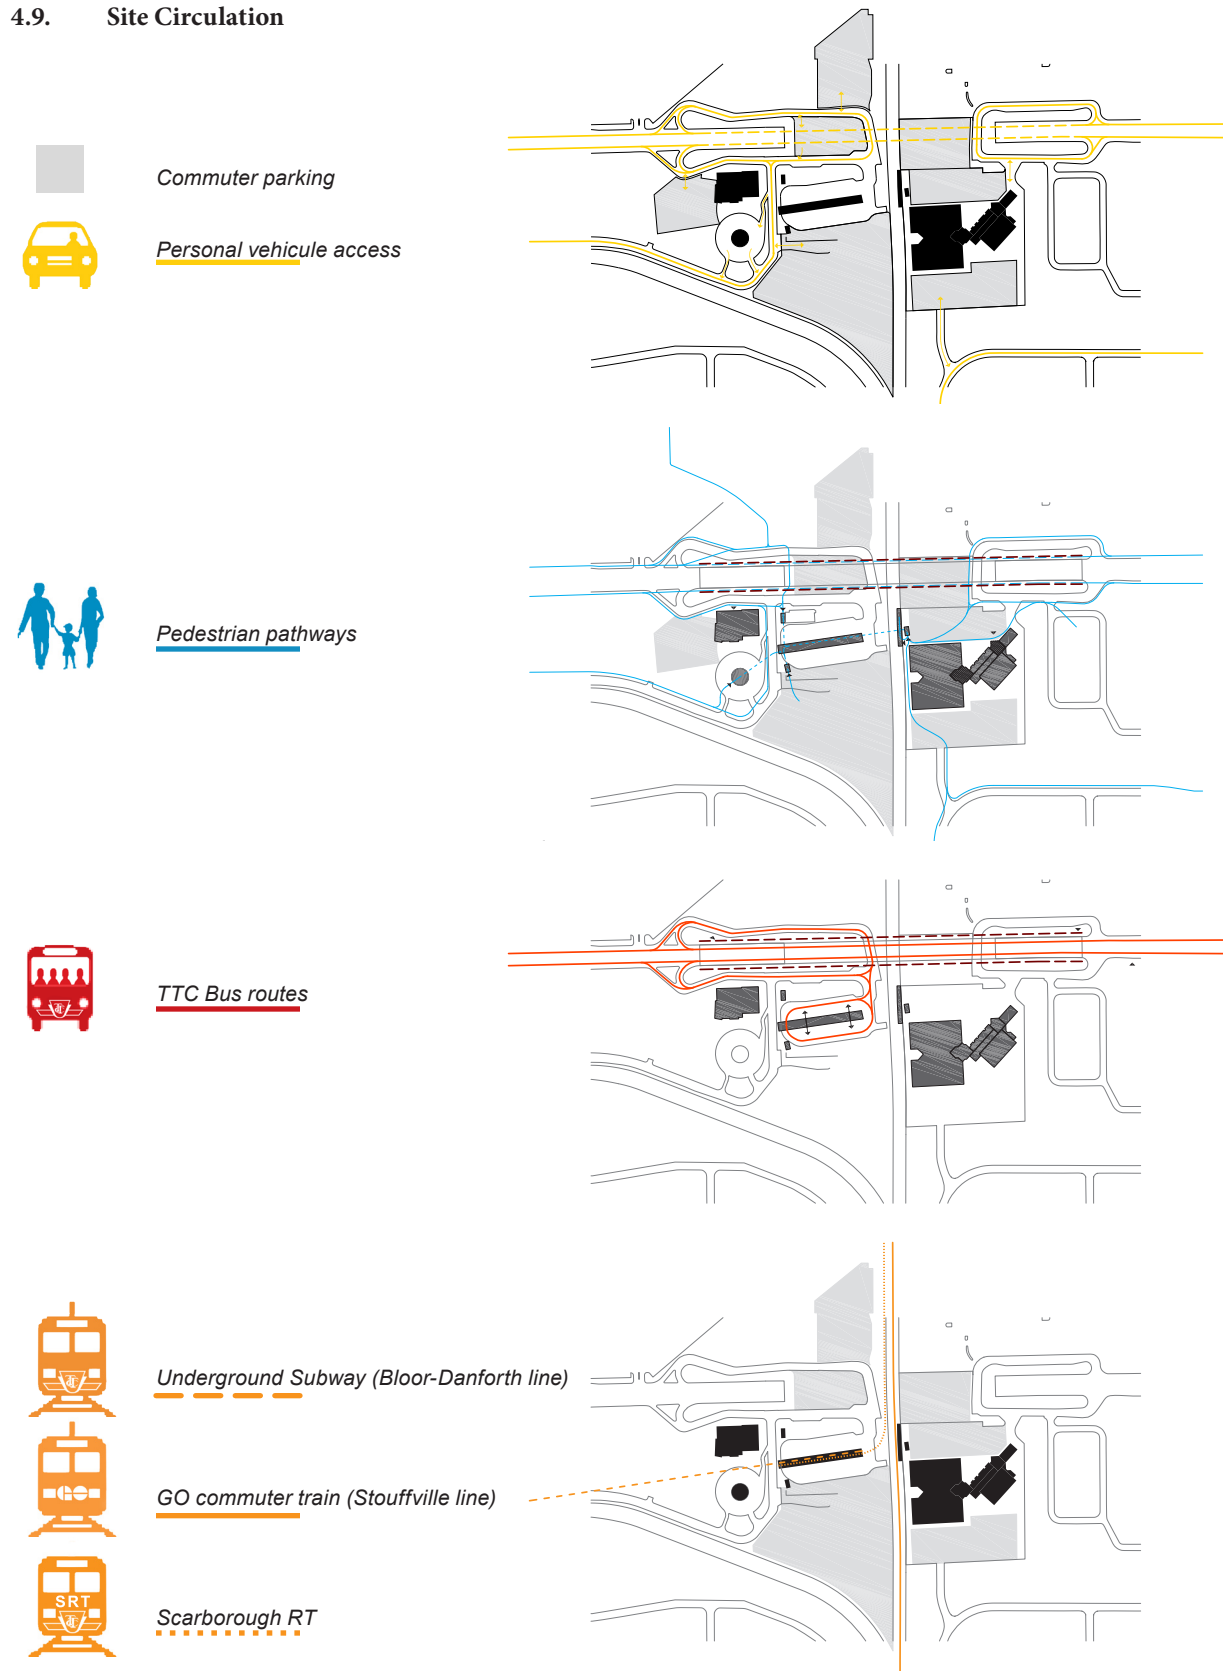 4.9. Site Circulation
Commuter parking
Personal vehicule access
Pedestrian pathways
TTC Bus routes
Underground Subway (Bloor-Danforth line)
GO
GO commuter train (Stouffville line)
SRT
Scarborough RT